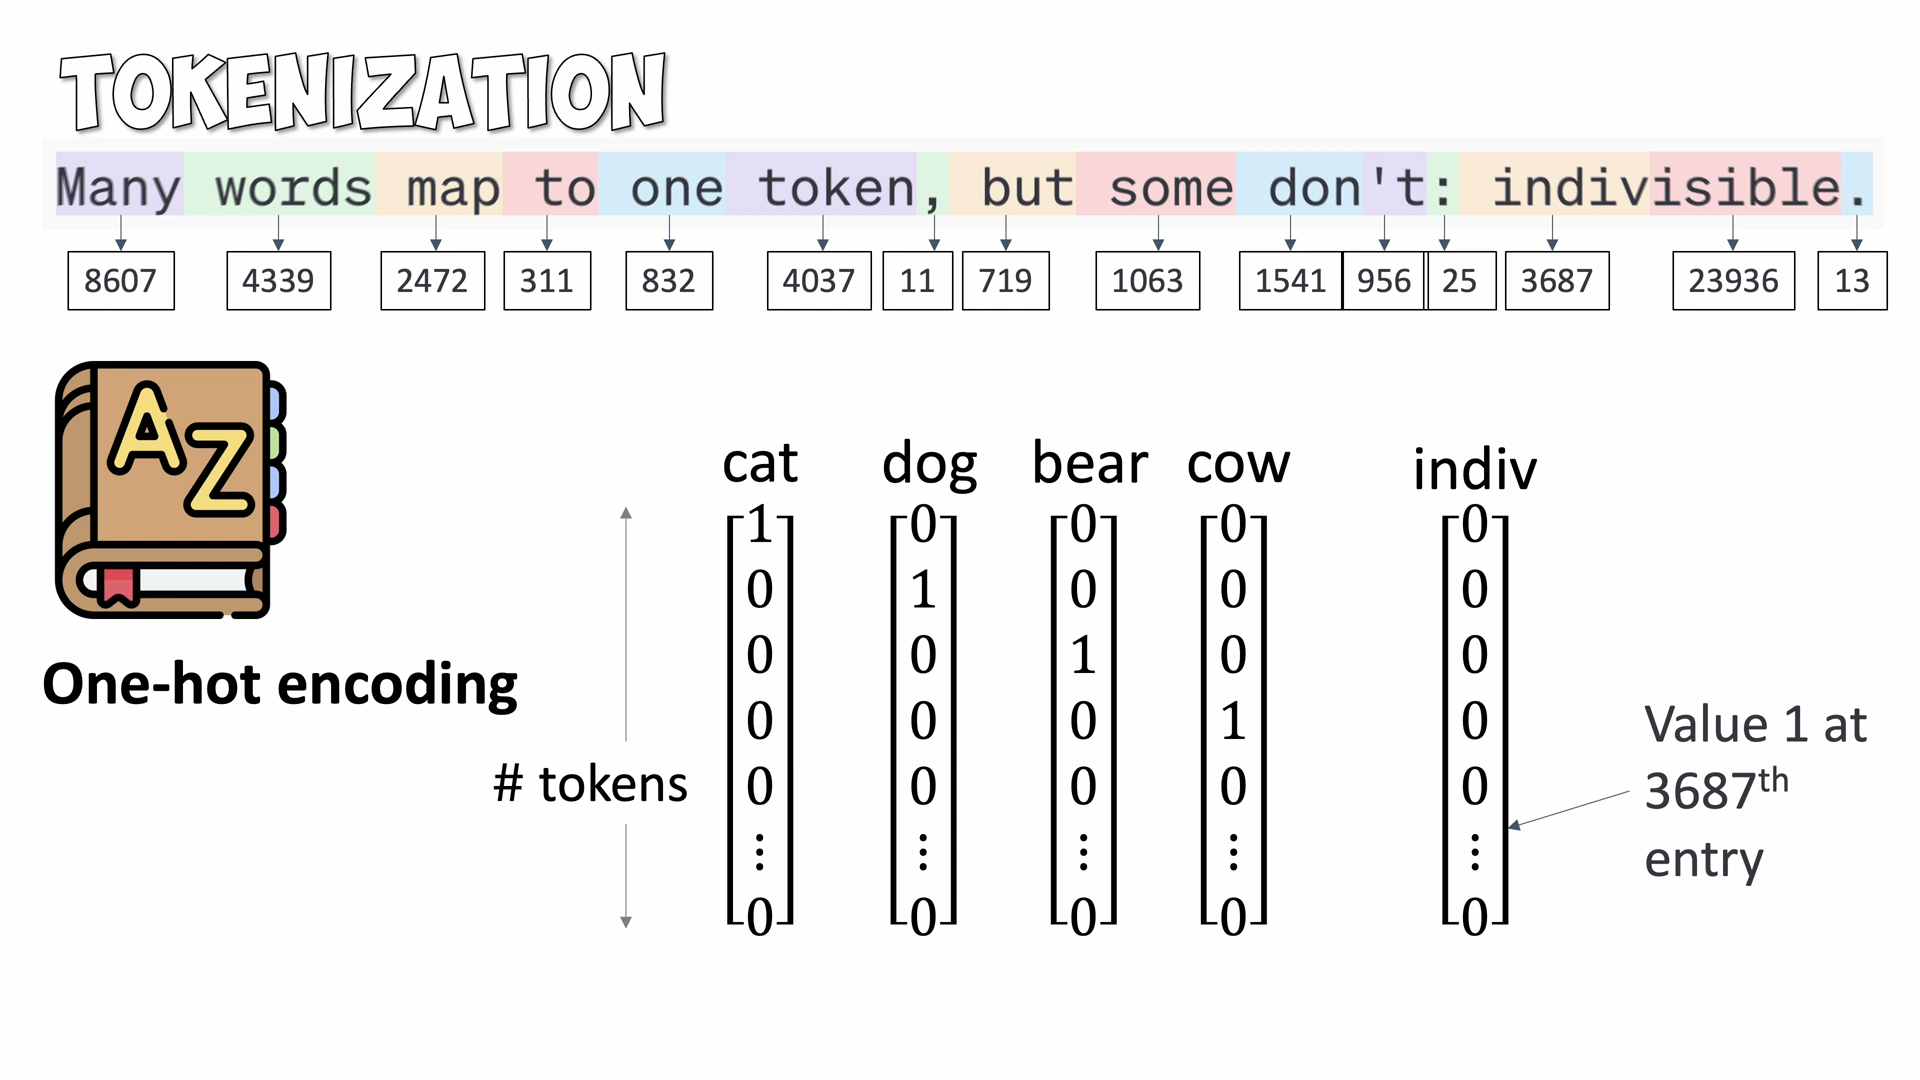 TOKENIZATION
Many words map to one token, but some don't: indivisible.
8607 4339 2472 311 832 4037 11 719 1063 1541 956 25 3687 23936 13
A Z
One-hot encoding
# tokens
cat dog bear cow indiv
1 0 0 0 0
0 1 0 0 0
0 0 1 0 0
0 0 0 1 0
0 0 0 0 0
⋮ ⋮ ⋮ ⋮ ⋮
0 0 0 0 0
Value 1 at
3687th
entry